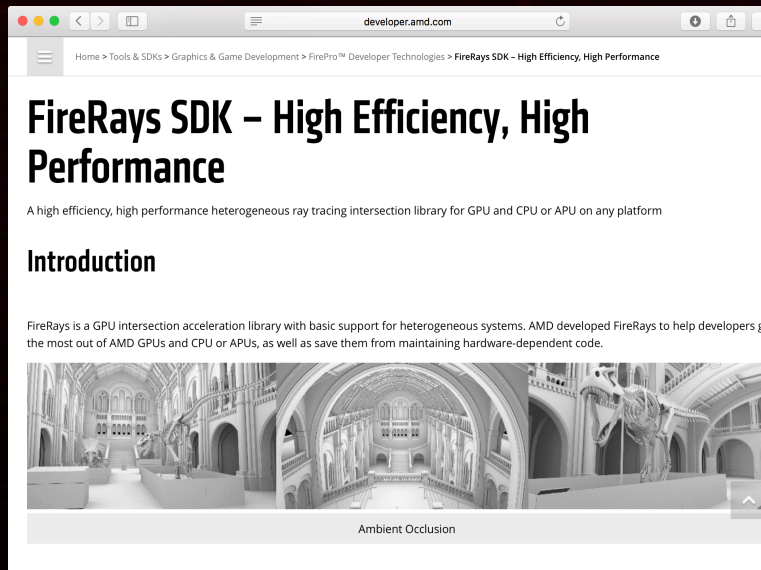 developer.amd.com
Home > Tools & SDKs > Graphics & Game Development > FirePro™ Developer Technologies > FireRays SDK – High Efficiency, High Performance
FireRays SDK – High Efficiency, High
Performance
A high efficiency, high performance heterogeneous ray tracing intersection library for GPU and CPU or APU on any platform
Introduction
FireRays is a GPU intersection acceleration library with basic support for heterogeneous systems. AMD developed FireRays to help developers
the most out of AMD GPUs and CPU or APUs, as well as save them from maintaining hardware-dependent code.
Ambient Occlusion